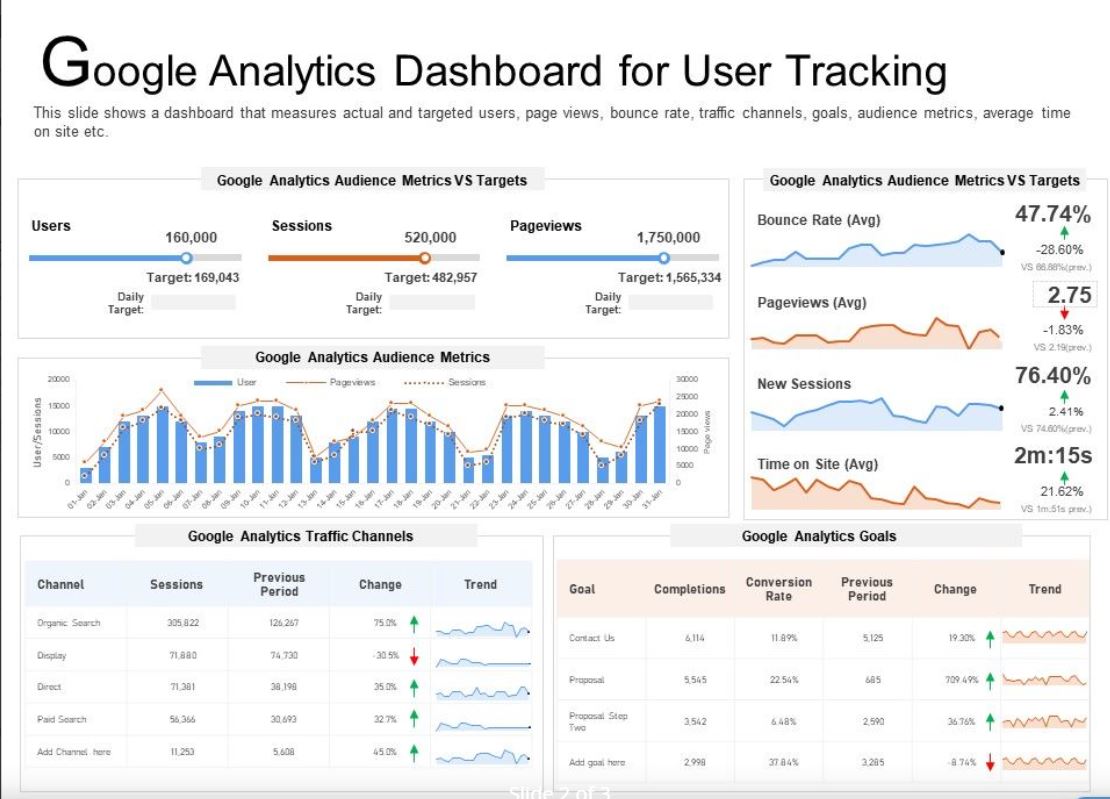 Google Analytics Dashboard for User Tracking
This slide shows a dashboard that measures actual and targeted users, page views, bounce rate, traffic channels, goals, audience metrics, average time
on site etc.
Google Analytics Audience Metrics VS Targets
Users
160,000
Target: 169,043
Daily
Target:
Sessions
520,000
Target: 482,957
Daily
Target:
Pageviews
1,750,000
Target: 1,565,334
Daily
Target:
Google Analytics Audience Metrics VS Targets
Bounce Rate (Avg)
47.74%
-28.60%
VS 66.88%(prev.)
Pageviews (Avg)
2.75
-1.83%
VS 2.19(prev.)
New Sessions
76.40%
2.41%
VS 74.60%(prev.)
Time on Site (Avg)
2m:15s
21.62%
VS 1m:51s prev.)
Google Analytics Audience Metrics
User Pageviews Sessions
User/Sessions
20000
15000
10000
5000
0
30000
25000
20000
15000
10000
5000
0
Page views
01-Jan 02-Jan 03-Jan 04-Jan 05-Jan 06-Jan 07-Jan 08-Jan 09-Jan 10-Jan 11-Jan 12-Jan 13-Jan 14-Jan 15-Jan 16-Jan 17-Jan 18-Jan 19-Jan 20-Jan 21-Jan 22-Jan 23-Jan 24-Jan 25-Jan 26-Jan 27-Jan 28-Jan 29-Jan 30-Jan 31-Jan
Google Analytics Traffic Channels
Channel Sessions Previous Period Change Trend
Organic Search 305,822 126,267 75.0%
Display 71,880 74,730 -30.5%
Direct 71,381 38,198 35.0%
Paid Search 56,366 30,693 32.7%
Add Channel here 11,253 5,608 45.0%
Google Analytics Goals
Goal Completions Conversion Rate Previous Period Change Trend
Contact Us 6,114 11.89% 5,125 19.30%
Proposal 5,545 22.54% 685 709.49%
Proposal Step Two 3,542 6.48% 2,590 36.76%
Add goal here 2,998 37.84% 3,285 -8.74%
Slide 2 of 3